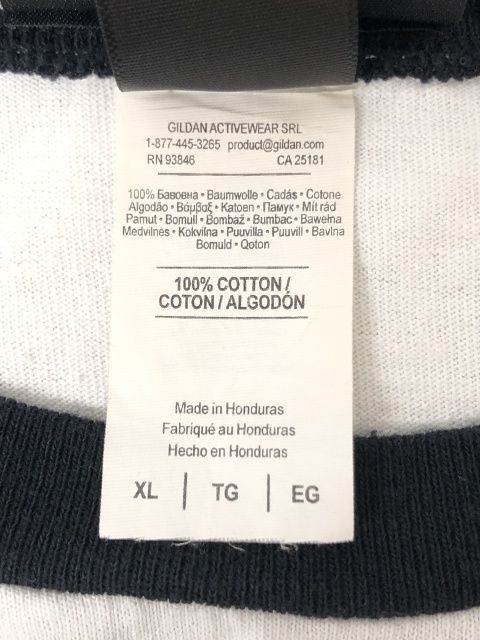 GILDAN ACTIVEWEAR SRL
1-877-445-3265 product@gildan.com
RN 93846 CA 25181
100% Бавовна • Baumwolle • Cadás • Cotone
Algodão • Βάμβαξ • Katoen • Памук • Mít rád
Pamut • Bomull • Bombaž • Bumbac • Bawełna
Medvilnės • Kokvilna • Puuvilla • Puuvill • Bavlna
Bomuld • Qoton
100% COTTON /
COTON / ALGODÓN
Made in Honduras
Fabriqué au Honduras
Hecho en Honduras
XL | TG | EG